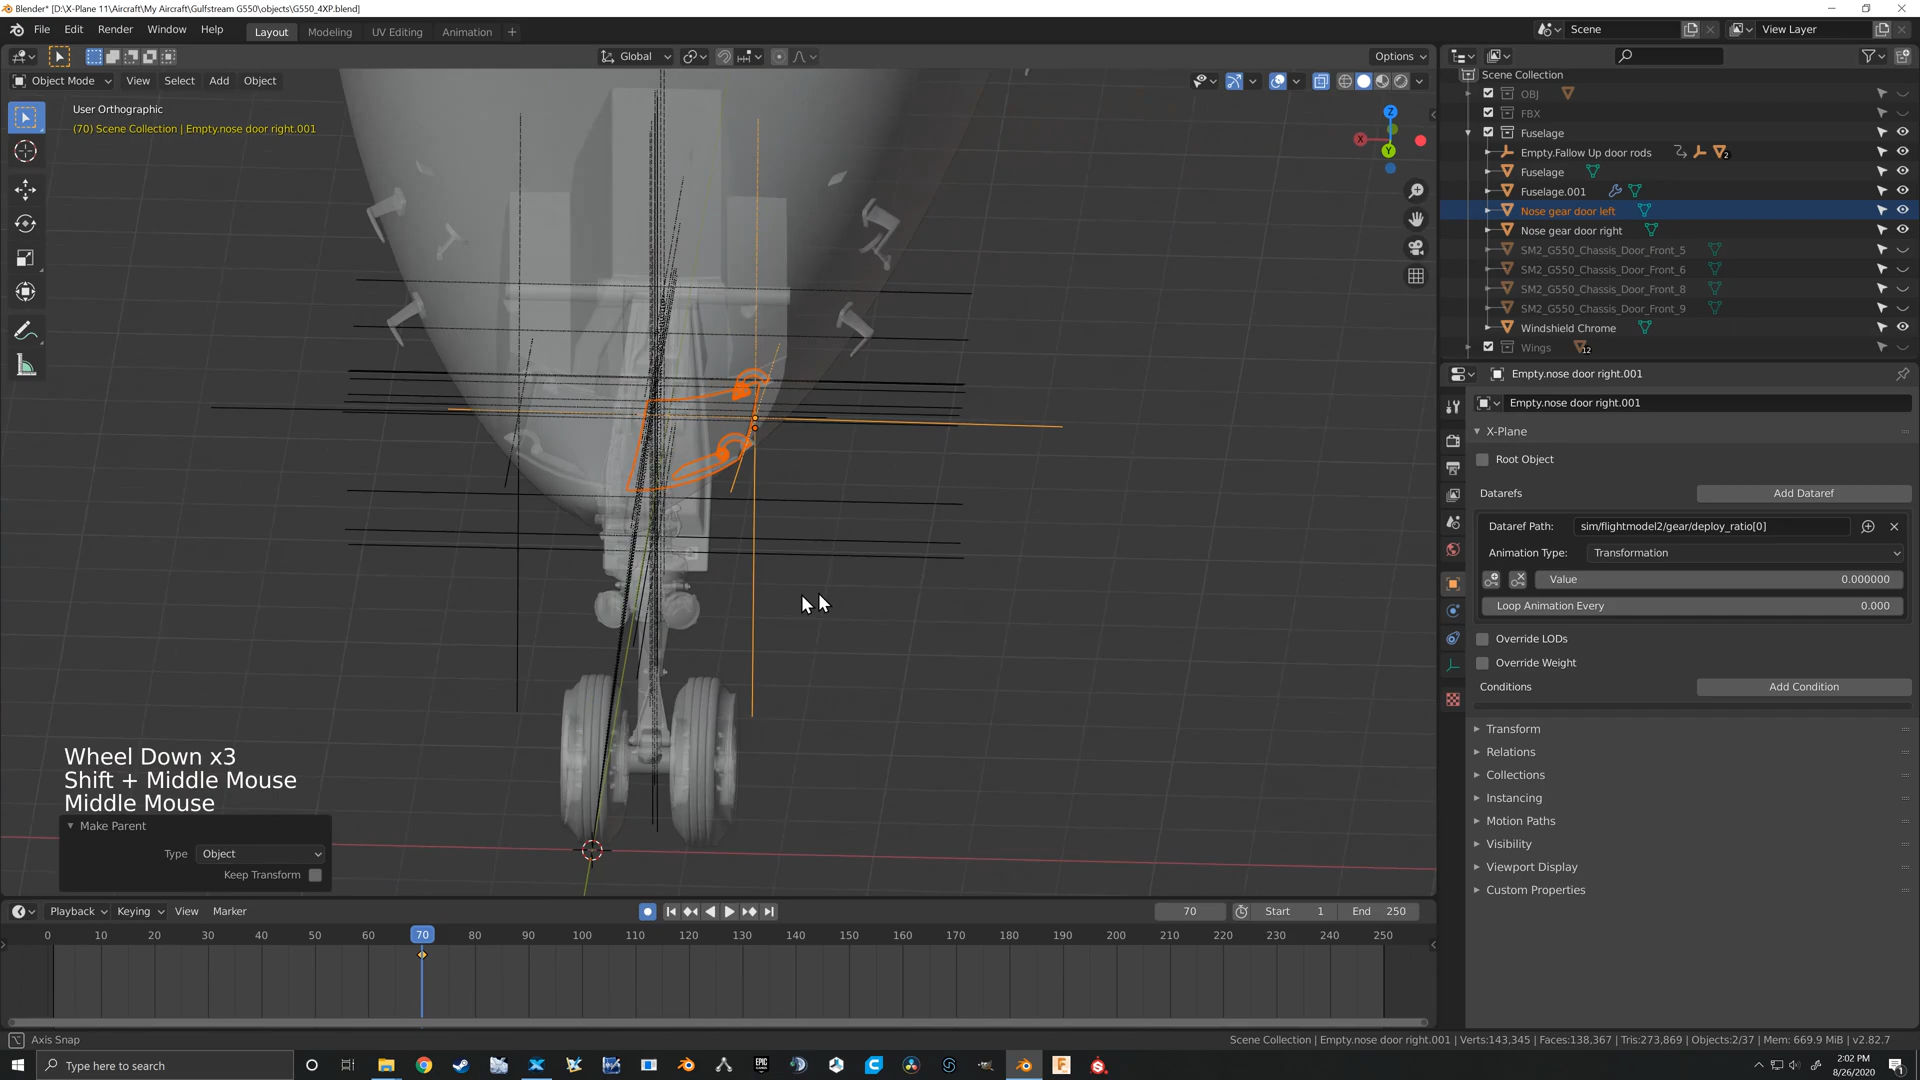 Blender* [D:\X-Plane 11\Aircraft\My Aircraft\Gulfstream G550\objects\G550_4XP.blend]
File Edit Render Window Help Layout Modeling UV Editing Animation + Scene View Layer
Global Options
Object Mode View Select Add Object
User Orthographic
(70) Scene Collection | Empty.nose door right.001
Z
X
Y
Scene Collection
OBJ
FBX
Fuselage
Empty.Fallow Up door rods 2
Fuselage
Fuselage.001
Nose gear door left
Nose gear door right
SM2_G550_Chassis_Door_Front_5
SM2_G550_Chassis_Door_Front_6
SM2_G550_Chassis_Door_Front_8
SM2_G550_Chassis_Door_Front_9
Windshield Chrome
Wings 12
Empty.nose door right.001
Empty.nose door right.001
X-Plane
Root Object
Datarefs Add Dataref
Dataref Path: sim/flightmodel2/gear/deploy_ratio[0]
Animation Type: Transformation
Value 0.000000
Loop Animation Every 0.000
Override LODs
Override Weight
Conditions Add Condition
Transform
Relations
Collections
Instancing
Motion Paths
Visibility
Viewport Display
Custom Properties
Wheel Down x3
Shift + Middle Mouse
Middle Mouse
Make Parent
Type Object
Keep Transform
Playback Keying View Marker 70 Start 1 End 250
0 10 20 30 40 50 60 70 80 90 100 110 120 130 140 150 160 170 180 190 200 210 220 230 240 250
Axis Snap
Scene Collection | Empty.nose door right.001 | Verts:143,345 | Faces:138,367 | Tris:273,869 | Objects:2/37 | Mem: 669.9 MiB | v2.82.7
Type here to search
EPIC GAMES
2:02 PM
8/26/2020